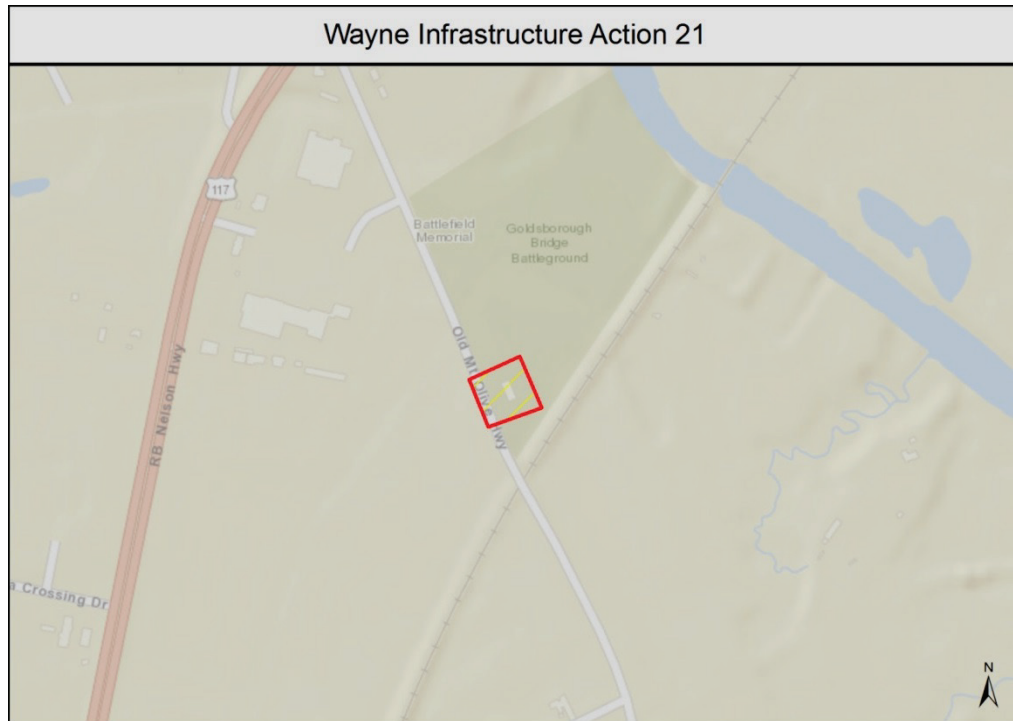 Wayne Infrastructure Action 21
117
Battlefield
Memorial
Goldsborough
Bridge
Battleground
Old Mt Olive Hwy
RB Nelson Hwy
a Crossing Dr
N